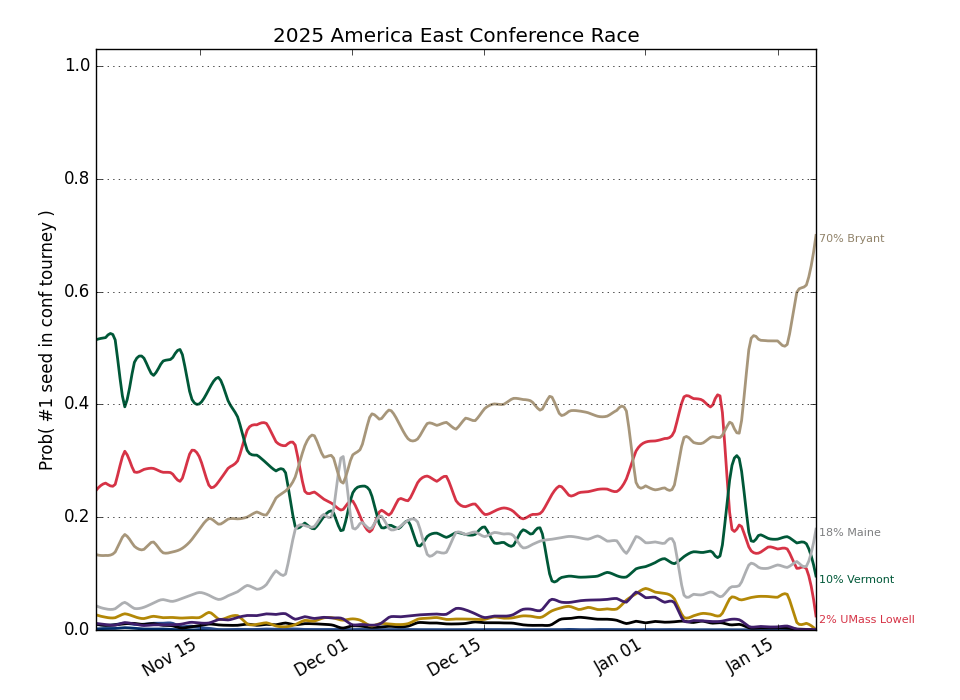 2025 America East Conference Race
Prob( #1 seed in conf tourney )
1.0
0.8
0.6
0.4
0.2
0.0
70% Bryant
18% Maine
10% Vermont
2% UMass Lowell
Nov 15
Dec 01
Dec 15
Jan 01
Jan 15